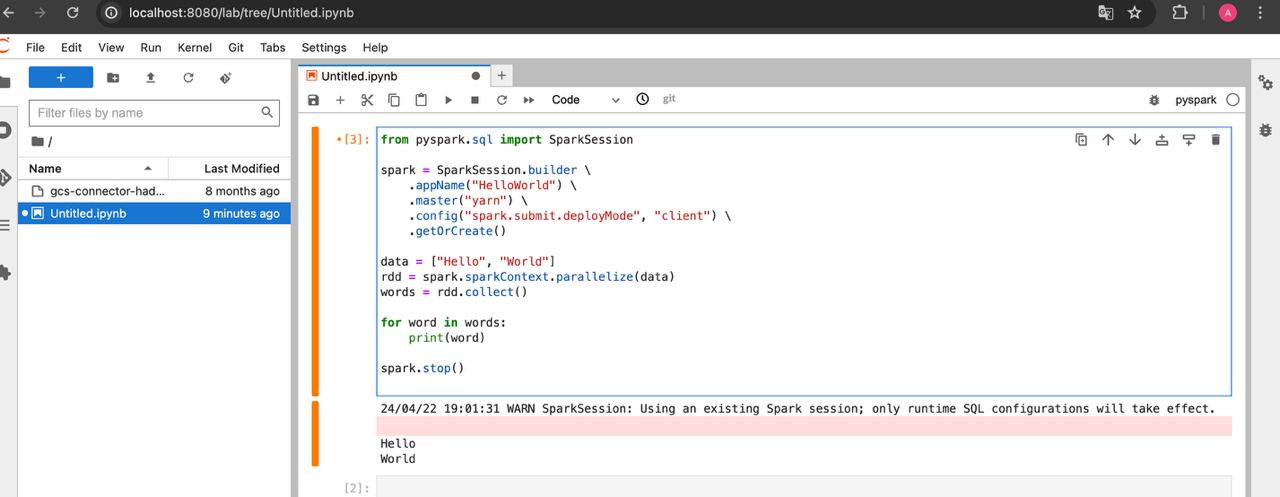 localhost:8080/lab/tree/Untitled.ipynb
A
File Edit View Run Kernel Git Tabs Settings Help
+
Filter files by name
/
Name Last Modified
gcs-connector-had... 8 months ago
Untitled.ipynb 9 minutes ago
Untitled.ipynb
+
Code
git
pyspark
[3]:
from pyspark.sql import SparkSession
spark = SparkSession.builder \
.appName("HelloWorld") \
.master("yarn") \
.config("spark.submit.deployMode", "client") \
.getOrCreate()
data = ["Hello", "World"]
rdd = spark.sparkContext.parallelize(data)
words = rdd.collect()
for word in words:
print(word)
spark.stop()
24/04/22 19:01:31 WARN SparkSession: Using an existing Spark session; only runtime SQL configurations will take effect.
Hello
World
[2]: